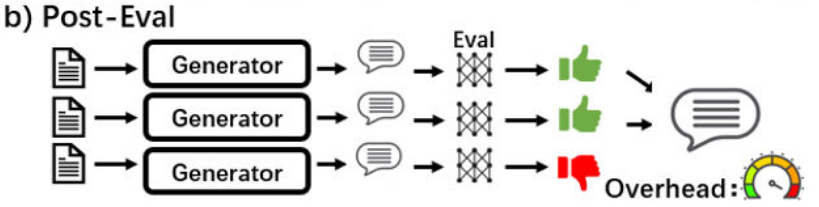 b) Post-Eval
Eval
Generator
Generator
Generator
Overhead: